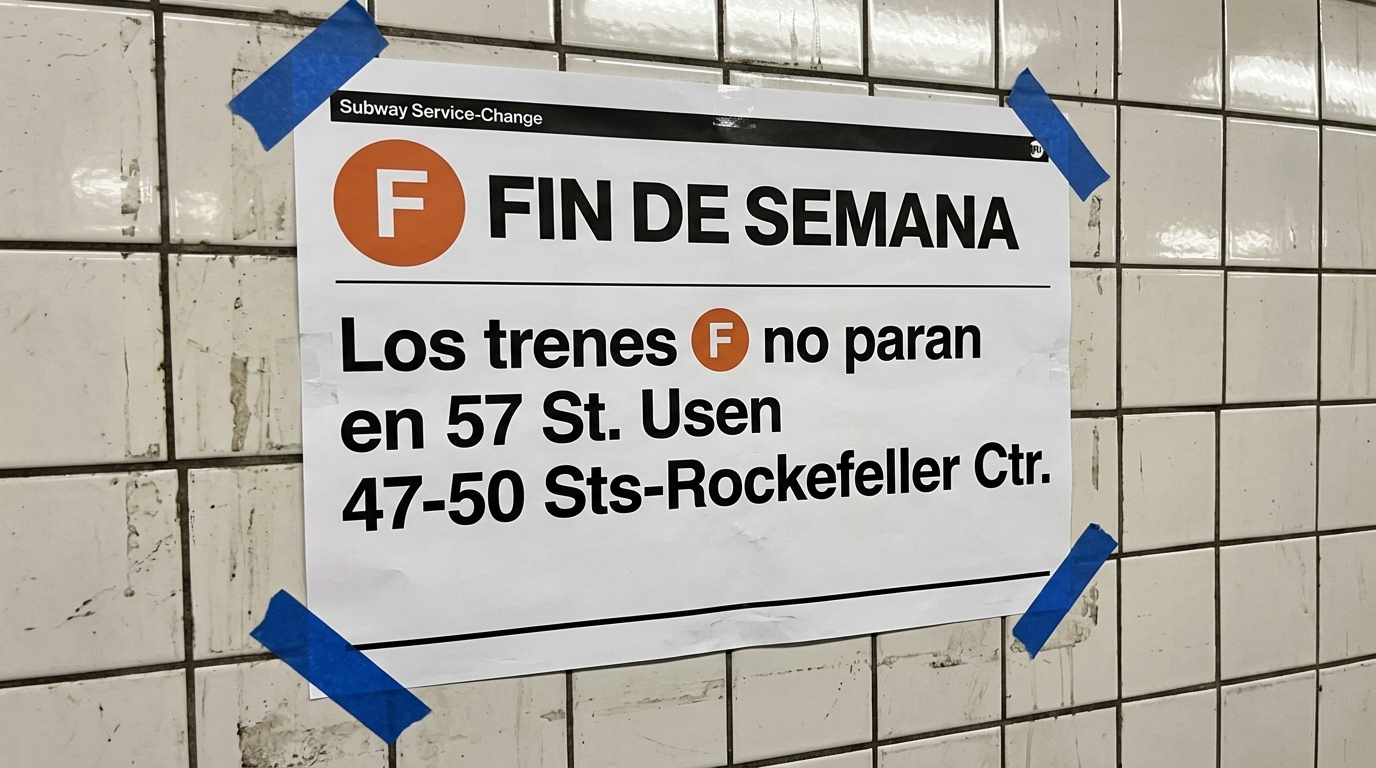 Subway Service-Change
F FIN DE SEMANA
Los trenes F no paran
en 57 St. Usen
47-50 Sts-Rockefeller Ctr.